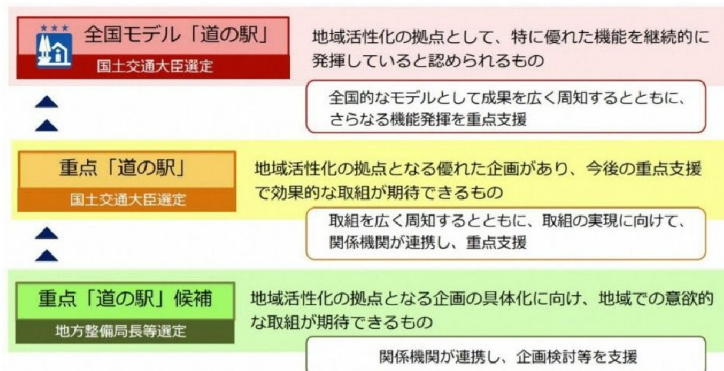 全国モデル「道の駅」
国土交通大臣選定
地域活性化の拠点として、特に優れた機能を継続的に
発揮していると認められるもの
全国的なモデルとして成果を広く周知するとともに、
さらなる機能発揮を重点支援
重点「道の駅」
国土交通大臣選定
地域活性化の拠点となる優れた企画があり、今後の重点支援
で効果的な取組が期待できるもの
取組を広く周知するとともに、取組の実現に向けて、
関係機関が連携し、重点支援
重点「道の駅」候補
地方整備局長等選定
地域活性化の拠点となる企画の具体化に向け、地域での意欲的
な取組が期待できるもの
関係機関が連携し、企画検討等を支援